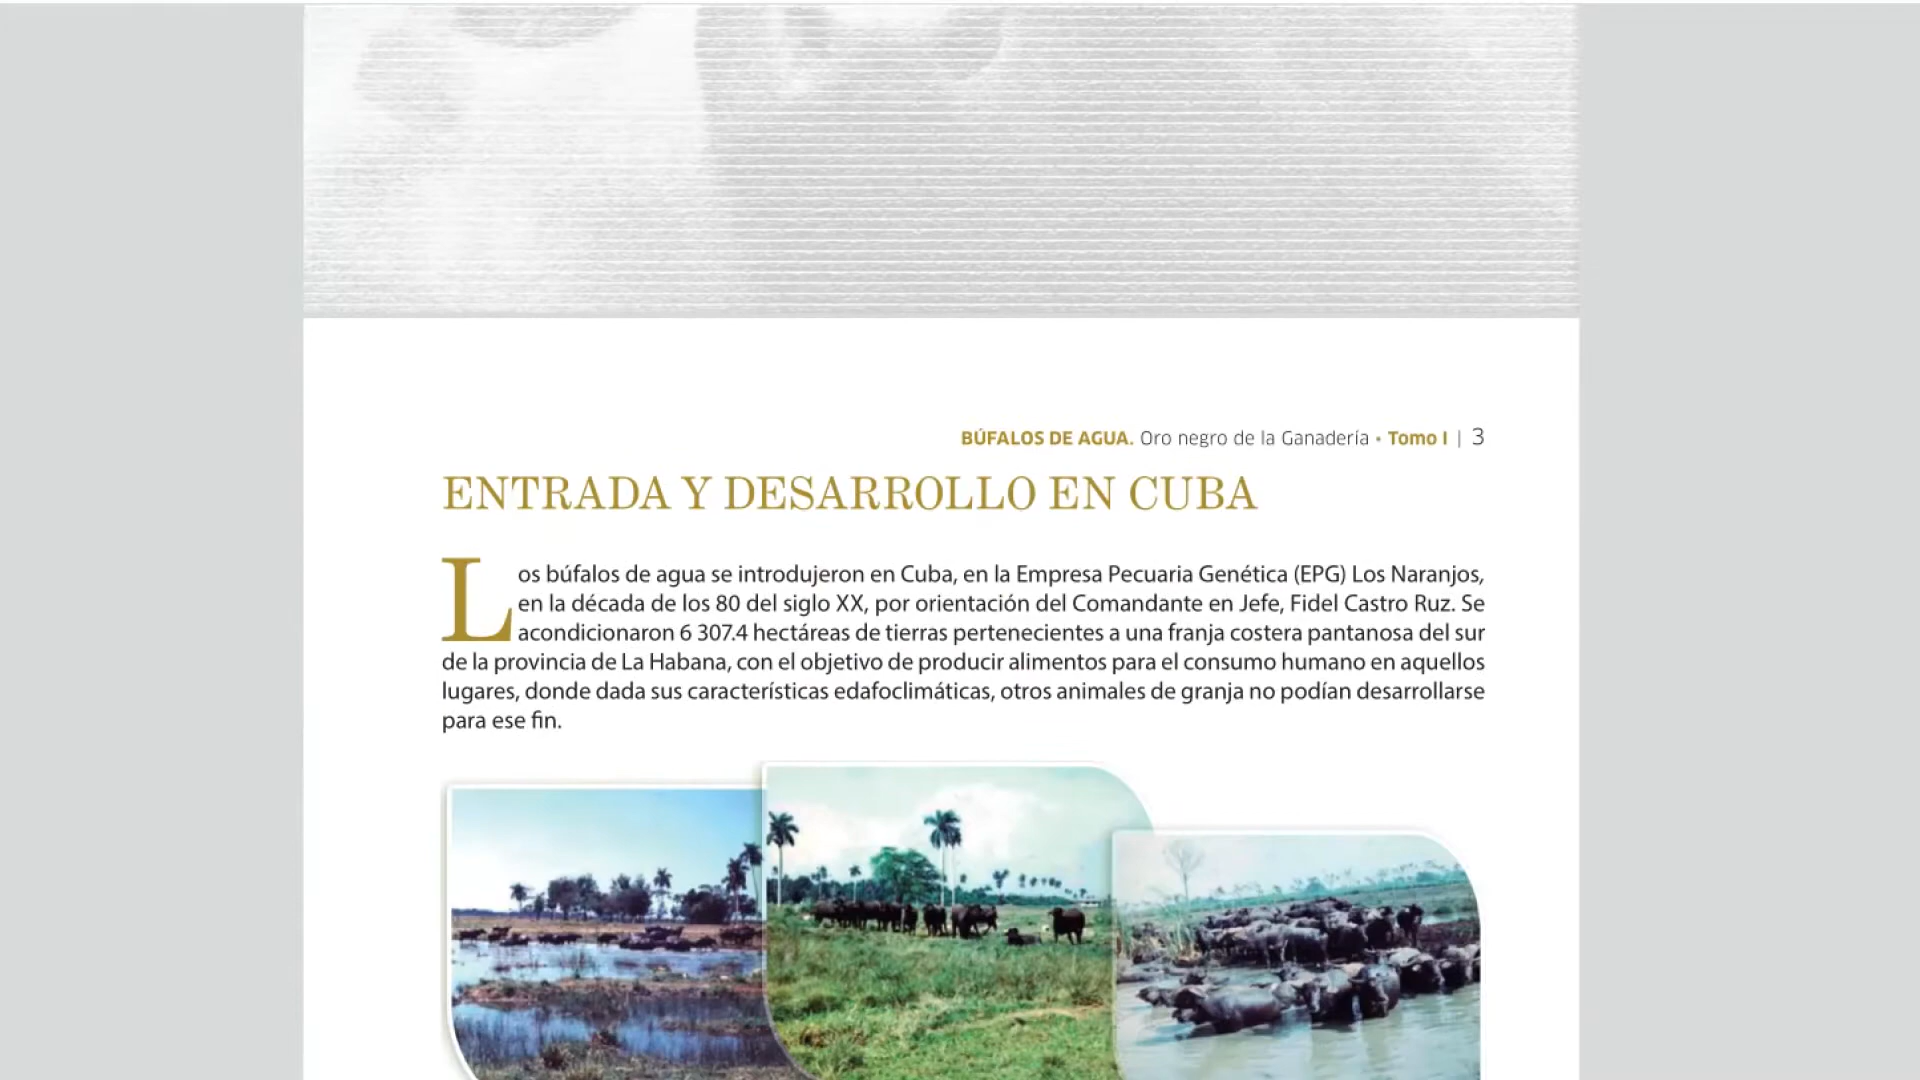 BÚFALOS DE AGUA. Oro negro de la Ganadería • Tomo I | 3
ENTRADA Y DESARROLLO EN CUBA
Los búfalos de agua se introdujeron en Cuba, en la Empresa Pecuaria Genética (EPG) Los Naranjos,
en la década de los 80 del siglo XX, por orientación del Comandante en Jefe, Fidel Castro Ruz. Se
acondicionaron 6 307.4 hectáreas de tierras pertenecientes a una franja costera pantanosa del sur
de la provincia de La Habana, con el objetivo de producir alimentos para el consumo humano en aquellos
lugares, donde dada sus características edafoclimáticas, otros animales de granja no podían desarrollarse
para ese fin.